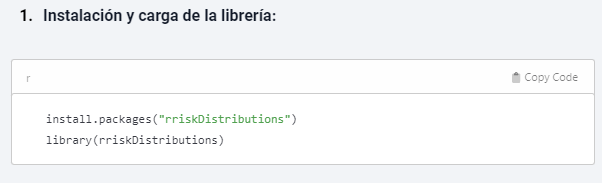 1. Instalación y carga de la librería:
r
Copy Code
install.packages("rriskDistributions")
library(rriskDistributions)